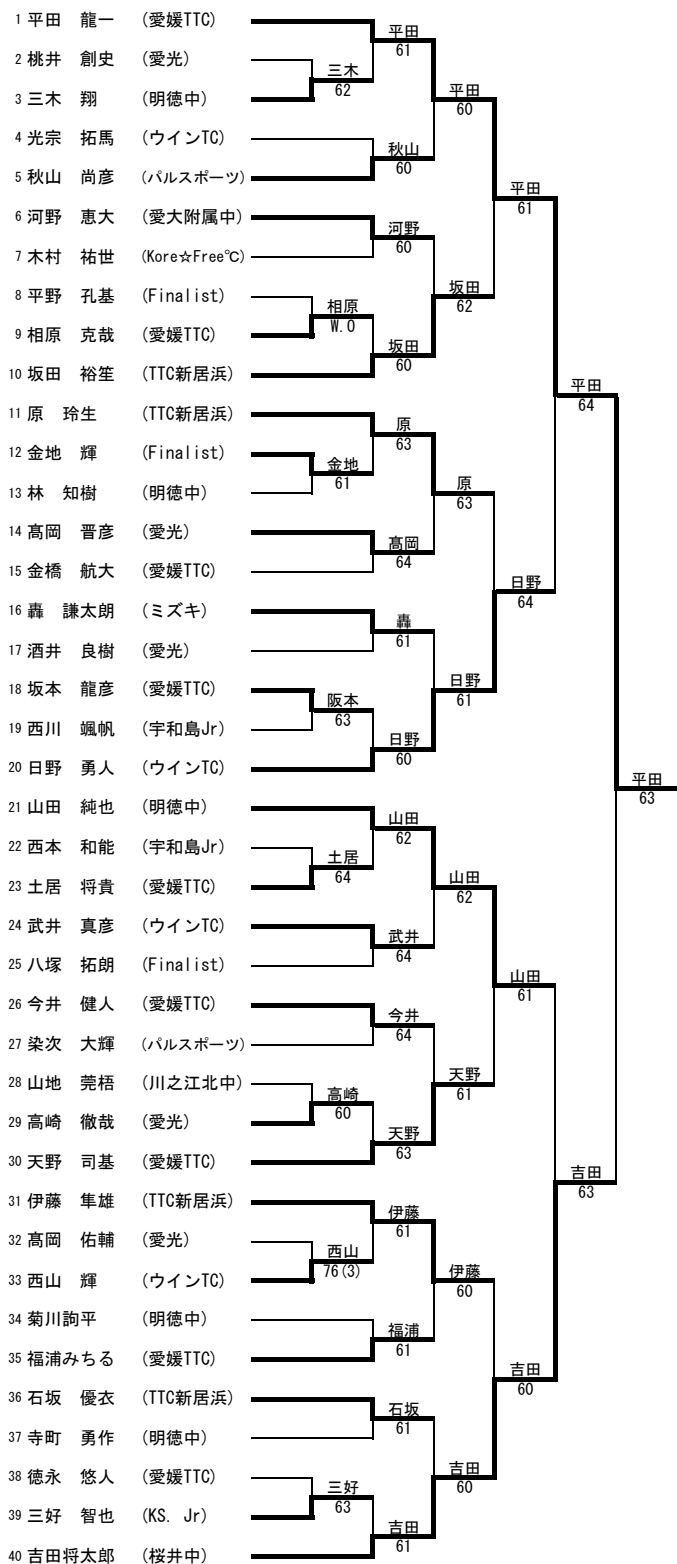 1 平田 龍一 (愛媛TTC)
2 桃井 創史 (愛光)
3 三木 翔 (明徳中)
4 光宗 拓馬 (ウインTC)
5 秋山 尚彦 (パルスポーツ)
6 河野 恵大 (愛大附属中)
7 木村 祐世 (Kore☆Free℃)
8 平野 孔基 (Finalist)
9 相原 克哉 (愛媛TTC)
10 坂田 裕笙 (TTC新居浜)
11 原 玲生 (TTC新居浜)
12 金地 輝 (Finalist)
13 林 知樹 (明徳中)
14 髙岡 晋彦 (愛光)
15 金橋 航大 (愛媛TTC)
16 轟 謙太朗 (ミズキ)
17 酒井 良樹 (愛光)
18 坂本 龍彦 (愛媛TTC)
19 西川 颯帆 (宇和島Jr)
20 日野 勇人 (ウインTC)
21 山田 純也 (明徳中)
22 西本 和能 (宇和島Jr)
23 土居 将貴 (愛媛TTC)
24 武井 真彦 (ウインTC)
25 八塚 拓朗 (Finalist)
26 今井 健人 (愛媛TTC)
27 染次 大輝 (パルスポーツ)
28 山地 莞梧 (川之江北中)
29 高崎 徹哉 (愛光)
30 天野 司基 (愛媛TTC)
31 伊藤 隼雄 (TTC新居浜)
32 髙岡 佑輔 (愛光)
33 西山 輝 (ウインTC)
34 菊川詢平 (明徳中)
35 福浦みちる (愛媛TTC)
36 石坂 優衣 (TTC新居浜)
37 寺町 勇作 (明徳中)
38 徳永 悠人 (愛媛TTC)
39 三好 智也 (KS. Jr)
40 吉田将太郎 (桜井中)
三木
62
相原
W.O
金地
61
阪本
63
土居
64
高崎
60
西山
76(3)
三好
63
平田
61
秋山
60
河野
60
坂田
60
原
63
髙岡
64
轟
61
日野
60
山田
62
武井
64
今井
64
天野
63
伊藤
61
福浦
61
石坂
61
吉田
61
平田
60
坂田
62
原
63
日野
61
山田
62
天野
61
伊藤
60
吉田
60
平田
61
日野
64
山田
61
吉田
60
平田
64
吉田
63
平田
63